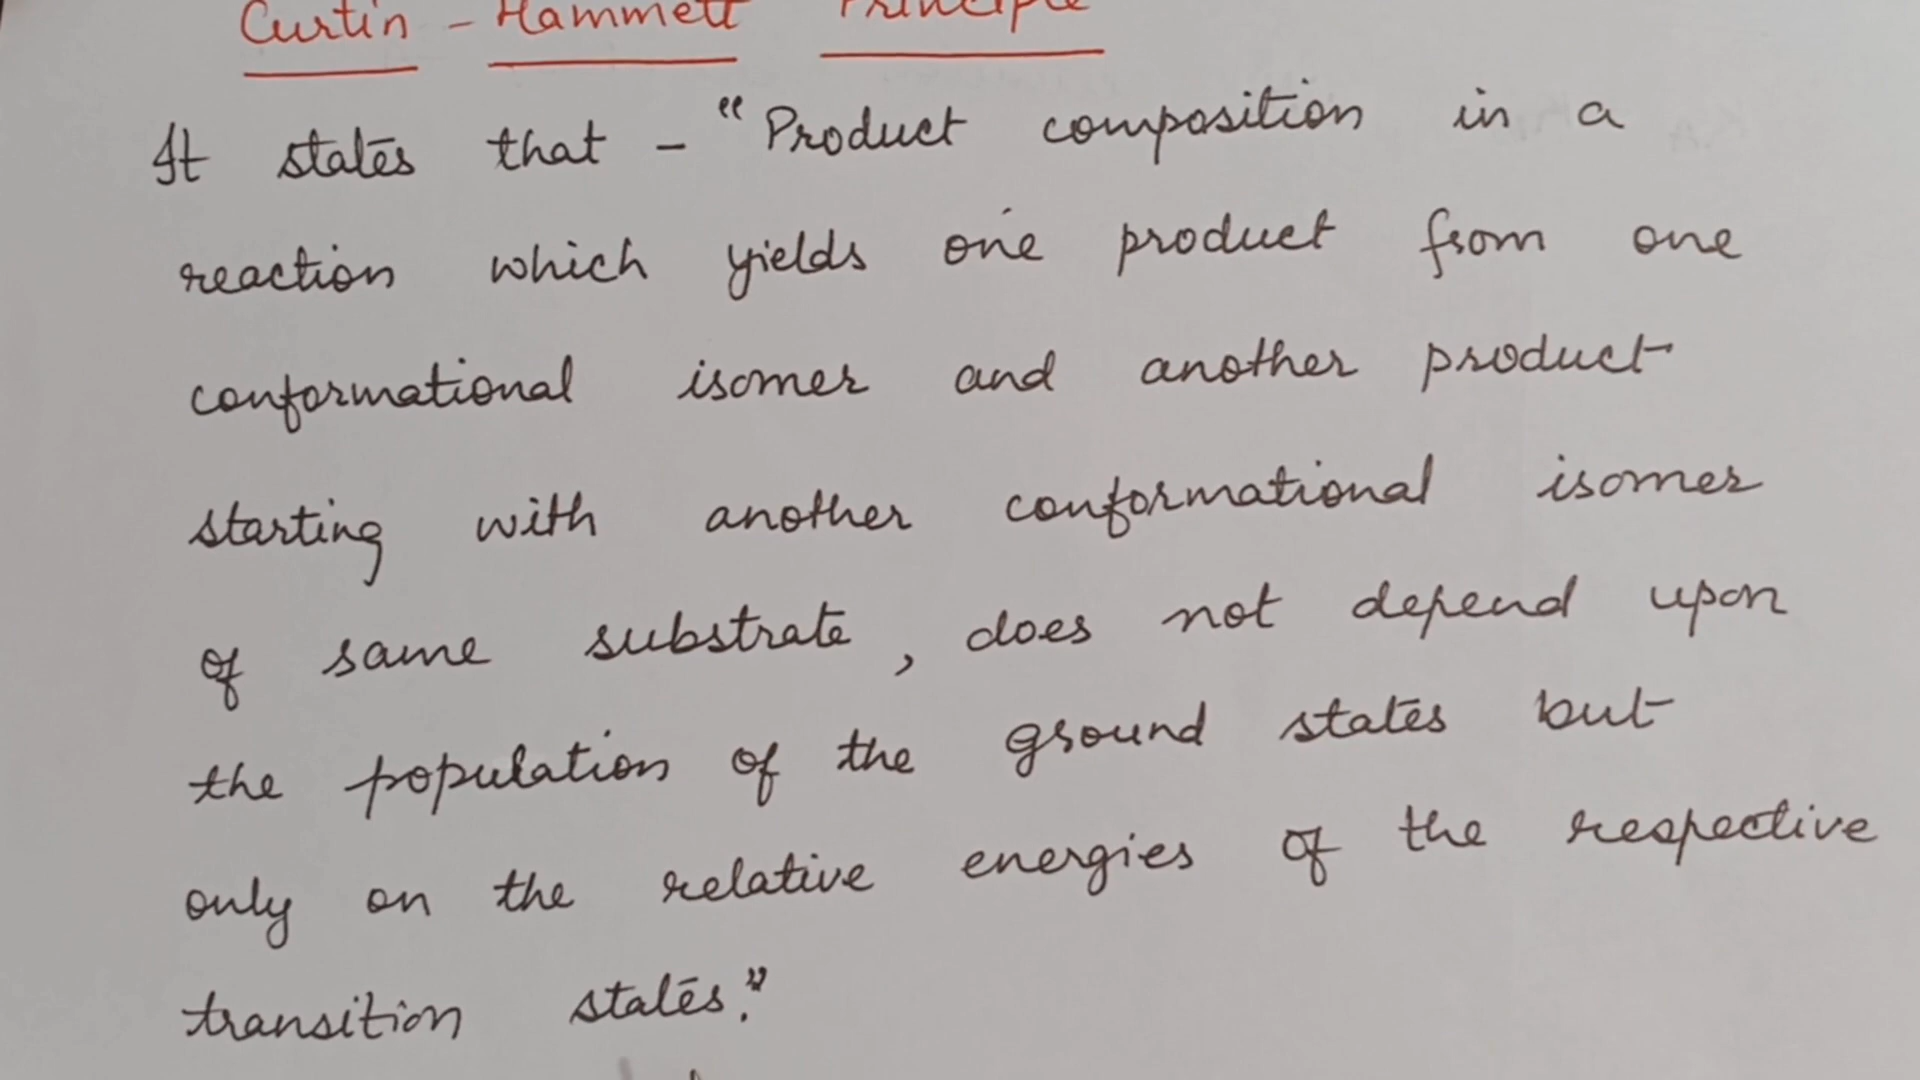 Curtin - Hammett Principle
It states that - "Product composition in a
reaction which yields one product from one
conformational isomer and another product
starting with another conformational isomer
of same substrate, does not depend upon
the population of the ground states but
only on the relative energies of the respective
transition states."